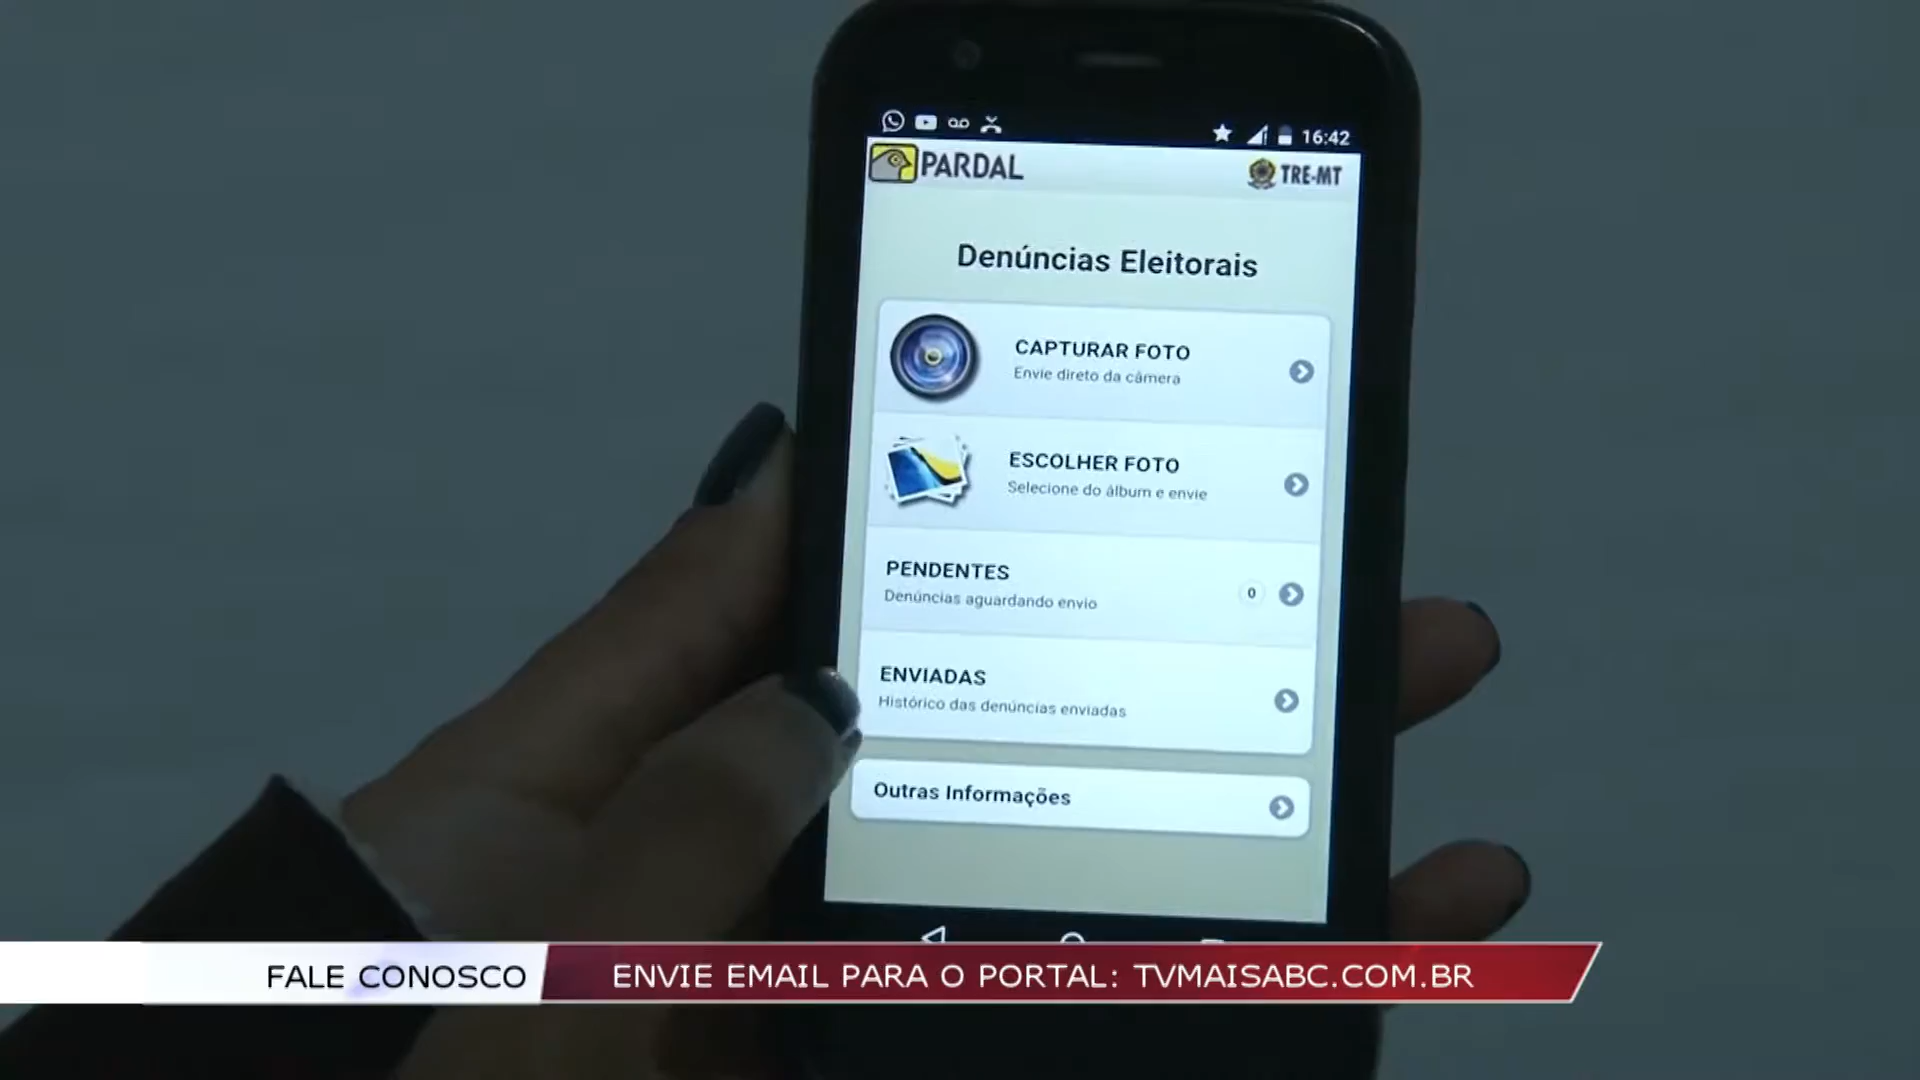 16:42
PARDAL
TRE-MT
Denúncias Eleitorais
CAPTURAR FOTO
Envie direto da câmera
ESCOLHER FOTO
Selecione do álbum e envie
PENDENTES
Denúncias aguardando envio
0
ENVIADAS
Histórico das denúncias enviadas
Outras Informações
FALE CONOSCO
ENVIE EMAIL PARA O PORTAL: TVMAISABC.COM.BR